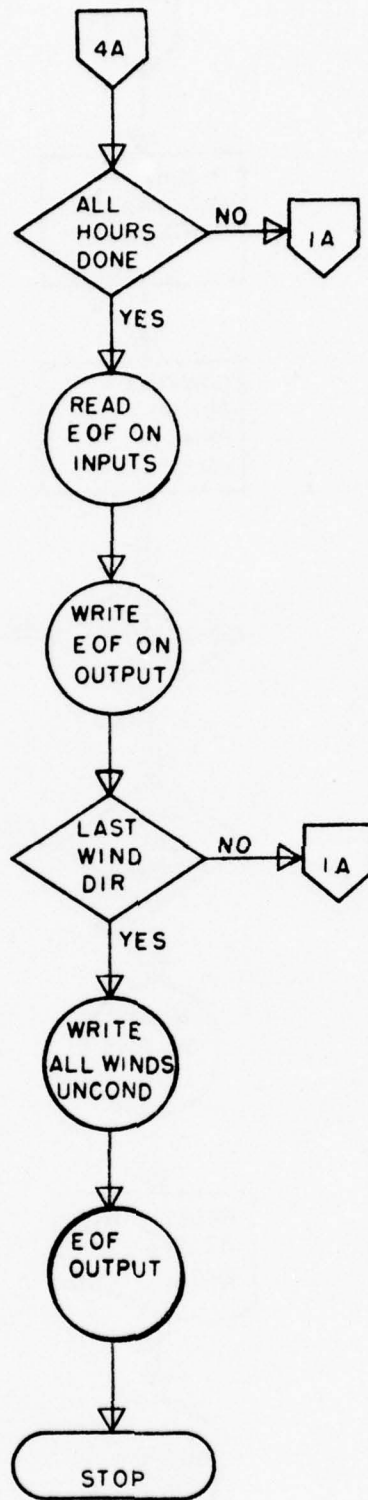 4A
ALL
HOURS
DONE
NO
1A
YES
READ
EOF ON
INPUTS
WRITE
EOF ON
OUTPUT
LAST
WIND
DIR
NO
1A
YES
WRITE
ALL WINDS
UNCOND
EOF
OUTPUT
STOP